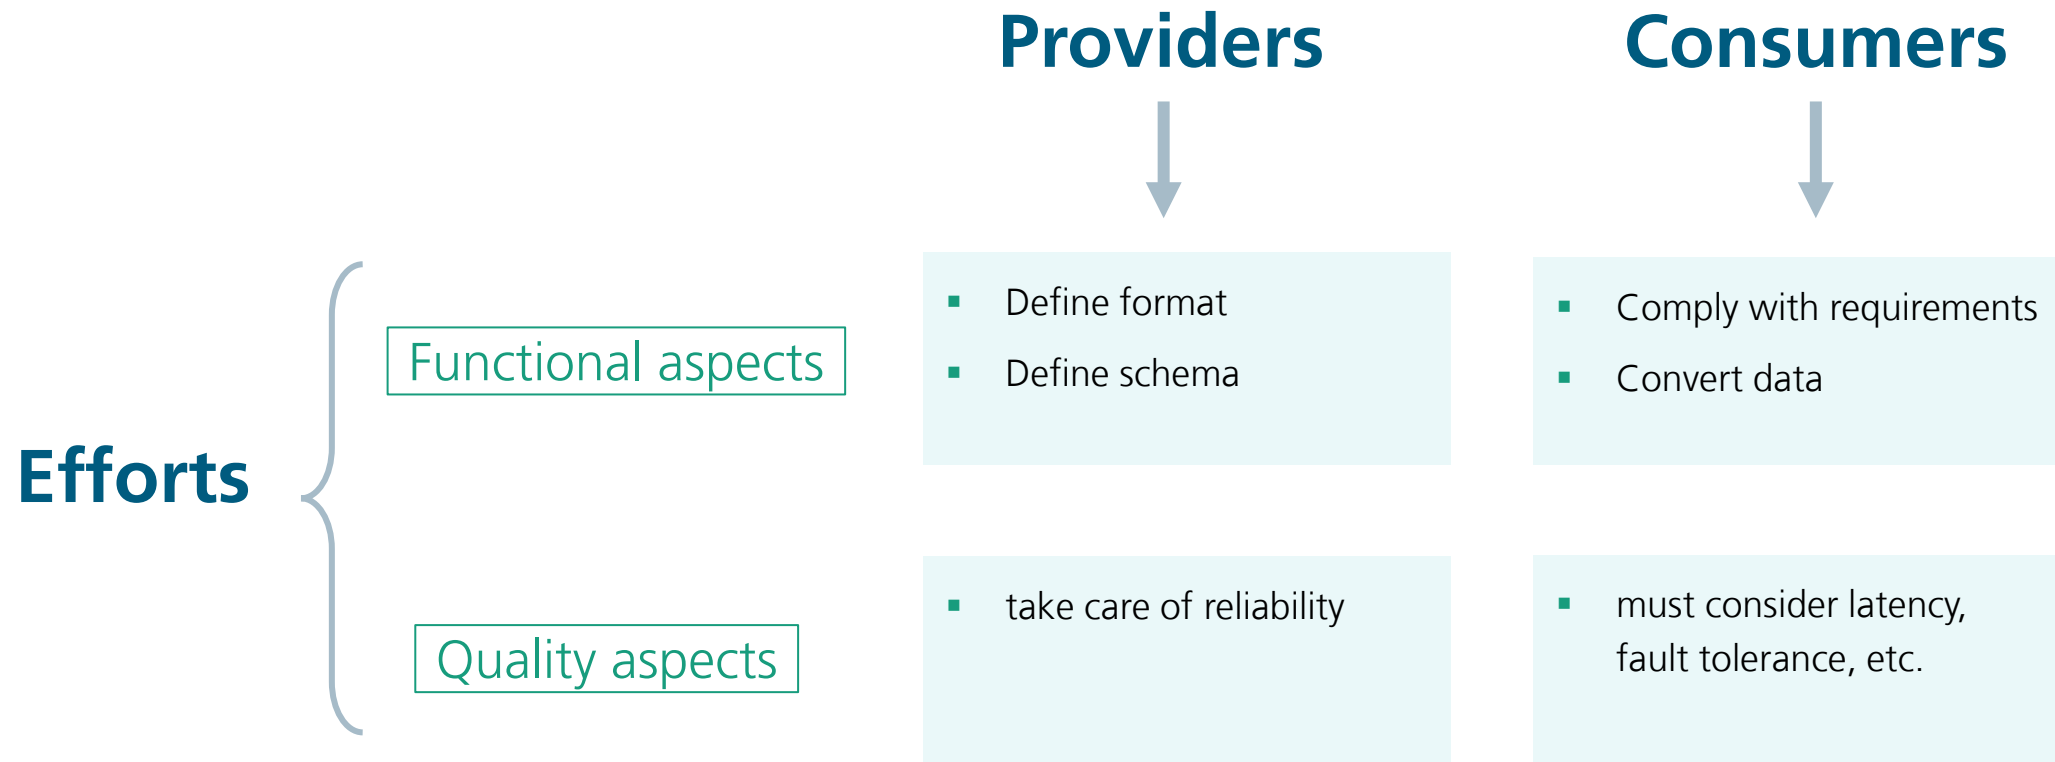 Providers
Consumers
Efforts
Functional aspects
Define format
Define schema
Comply with requirements
Convert data
Quality aspects
take care of reliability
must consider latency,
fault tolerance, etc.